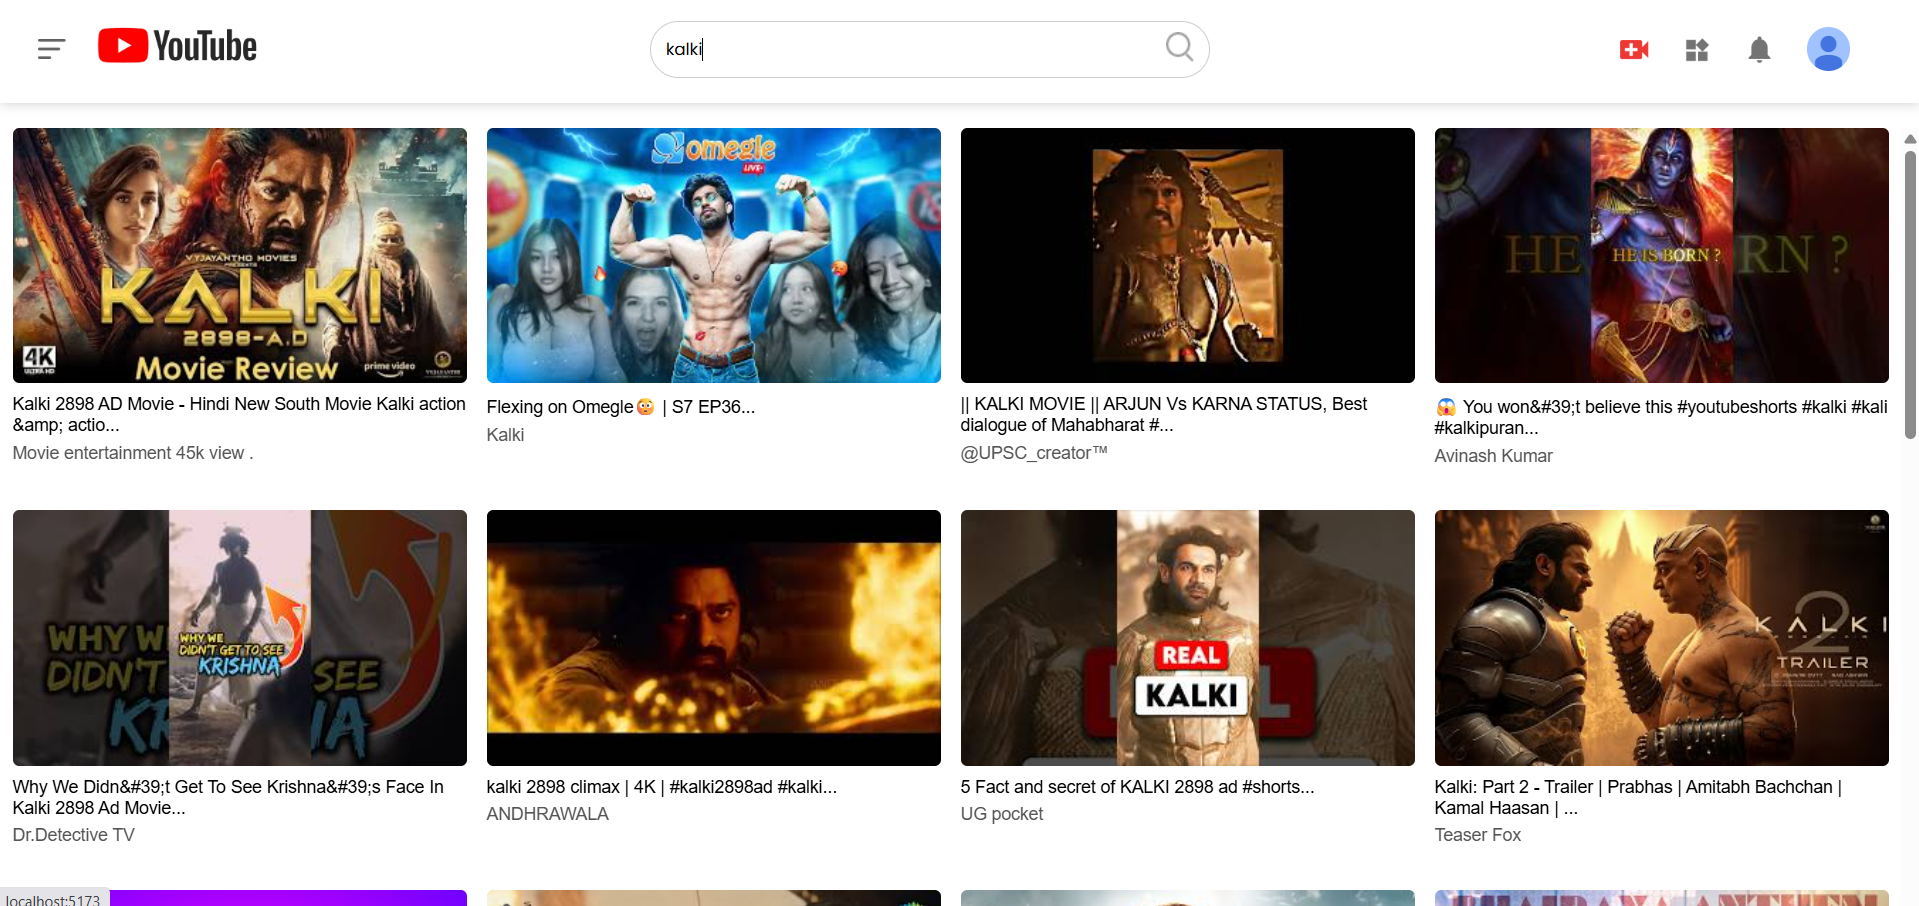 YouTube
kalki
omegle
LIVE
VYJAYANTHO MOVIES
PRESENTS
KALKI
2898-A.D
4K
ULTRA HD
Movie Review
prime video
HE
HE IS BORN ?
RN ?
Kalki 2898 AD Movie - Hindi New South Movie Kalki action
&amp; actio...
Movie entertainment 45k view .
Flexing on Omegle😳 | S7 EP36...
Kalki
|| KALKI MOVIE || ARJUN Vs KARNA STATUS, Best
dialogue of Mahabharat #...
@UPSC_creator™
😱 You won&#39;t believe this #youtubeshorts #kalki #kali
#kalkipuran...
Avinash Kumar
WHY W
DIDN'T
KR
WHY WE
DIDN'T GET TO SEE
KRISHNA
SEE
IA
REAL
KALKI
L
KALKI
2
TRAILER
Why We Didn&#39;t Get To See Krishna&#39;s Face In
Kalki 2898 Ad Movie...
Dr.Detective TV
kalki 2898 climax | 4K | #kalki2898ad #kalki...
ANDHRAWALA
5 Fact and secret of KALKI 2898 ad #shorts...
UG pocket
Kalki: Part 2 - Trailer | Prabhas | Amitabh Bachchan |
Kamal Haasan | ...
Teaser Fox
localhost:5173